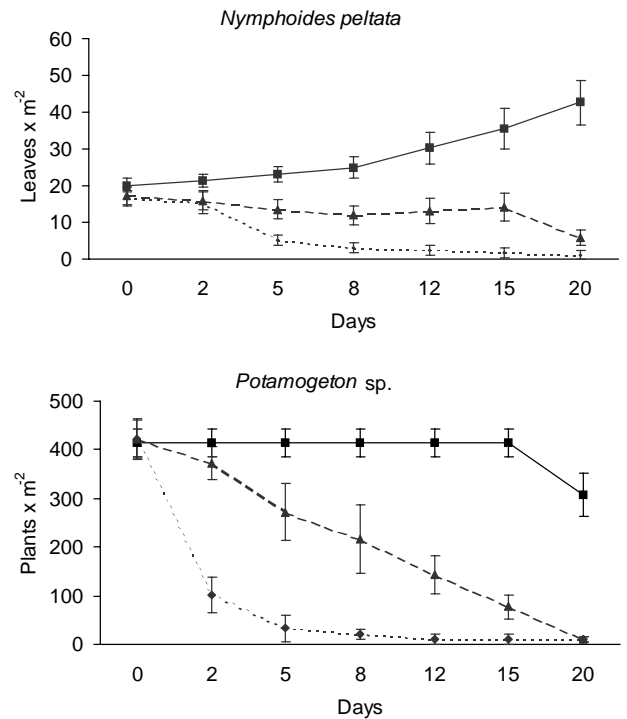 Nymphoides peltata
60
50
40
30
20
10
0
Leaves x m-2
0 2 5 8 12 15 20
Days
Potamogeton sp.
500
400
300
200
100
0
Plants x m-2
0 2 5 8 12 15 20
Days